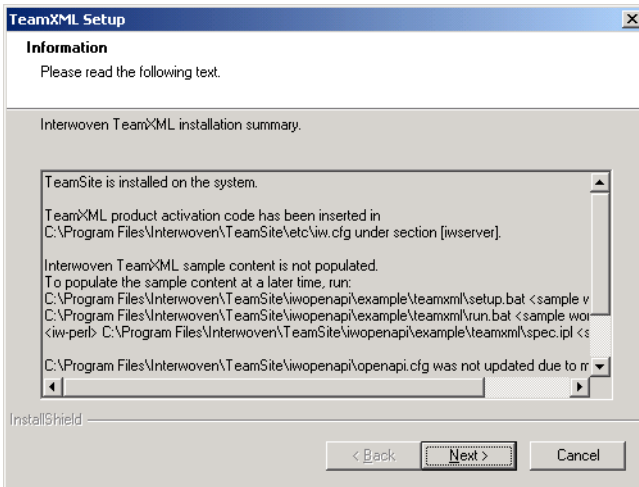 TeamXML Setup
Information
Please read the following text.
Interwoven TeamXML installation summary.
TeamSite is installed on the system.
TeamXML product activation code has been inserted in
C:\Program Files\Interwoven\TeamSite\etc\iw.cfg under section [iwserver].
Interwoven TeamXML sample content is not populated.
To populate the sample content at a later time, run:
C:\Program Files\Interwoven\TeamSite\iwopenapi\example\teamxml\setup.bat <sample w
C:\Program Files\Interwoven\TeamSite\iwopenapi\example\teamxml\run.bat <sample wor
<iw-perl> C:\Program Files\Interwoven\TeamSite\iwopenapi\example\teamxml\spec.ipl <s
C:\Program Files\Interwoven\TeamSite\iwopenapi\openapi.cfg was not updated due to m
InstallShield
< Back Next > Cancel